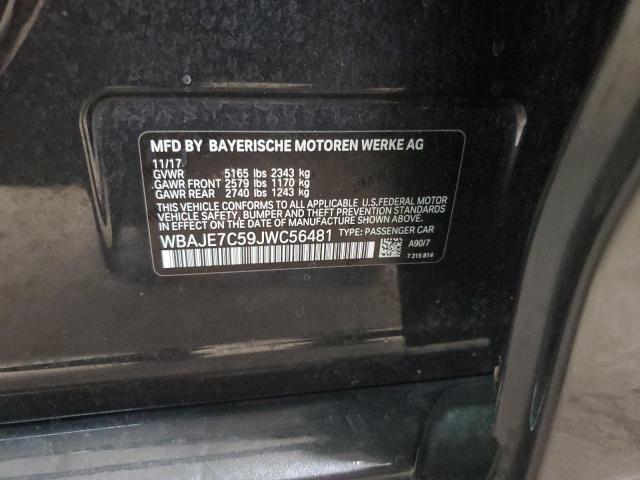 MFD BY BAYERISCHE MOTOREN WERKE AG
11/17
GVWR 5165 lbs 2343 kg
GAWR FRONT 2579 lbs 1170 kg
GAWR REAR 2740 lbs 1243 kg
THIS VEHICLE CONFORMS TO ALL APPLICABLE U.S.FEDERAL MOTOR
VEHICLE SAFETY, BUMPER AND THEFT PREVENTION STANDARDS
IN EFFECT ON THE DATE OF MANUFACTURE SHOWN ABOVE.
WBAJE7C59JWC56481 TYPE: PASSENGER CAR
A90/7
7 315 814